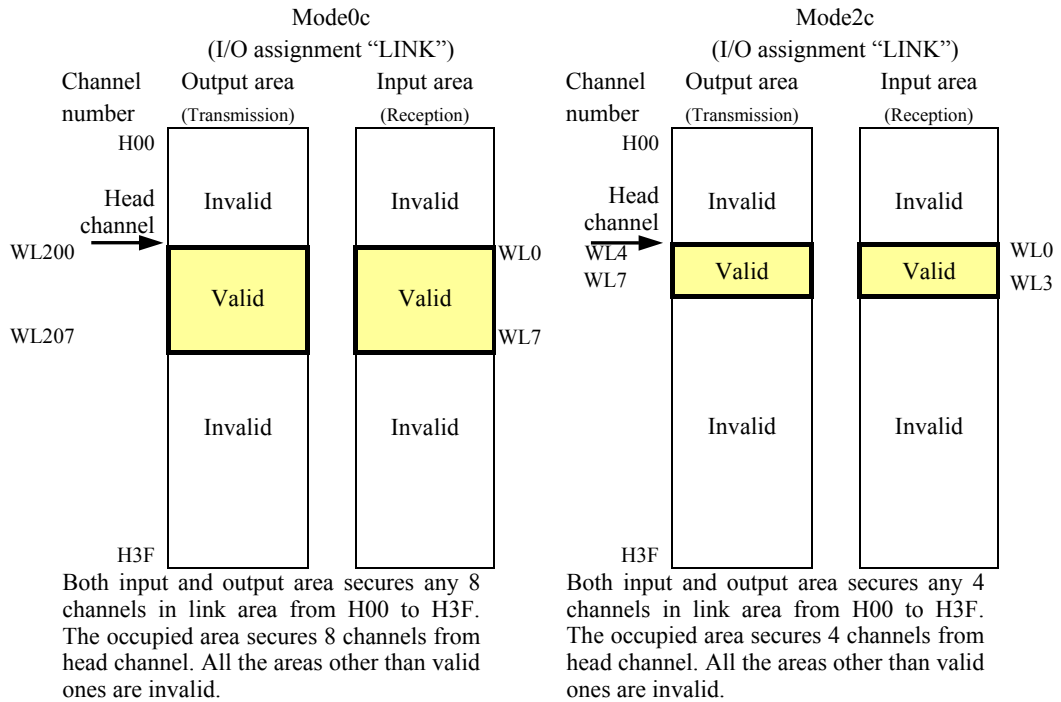 Mode0c
(I/O assignment “LINK”)
Channel number
Output area
(Transmission)
Input area
(Reception)
H00
Head channel
Invalid
Invalid
WL200
WL0
Valid
Valid
WL207
WL7
Invalid
Invalid
H3F
Both input and output area secures any 8
channels in link area from H00 to H3F.
The occupied area secures 8 channels from
head channel. All the areas other than valid
ones are invalid.
Mode2c
(I/O assignment “LINK”)
Channel number
Output area
(Transmission)
Input area
(Reception)
H00
Head channel
Invalid
Invalid
WL4
WL0
WL7
Valid
Valid
WL3
Invalid
Invalid
H3F
Both input and output area secures any 4
channels in link area from H00 to H3F.
The occupied area secures 4 channels from
head channel. All the areas other than valid
ones are invalid.